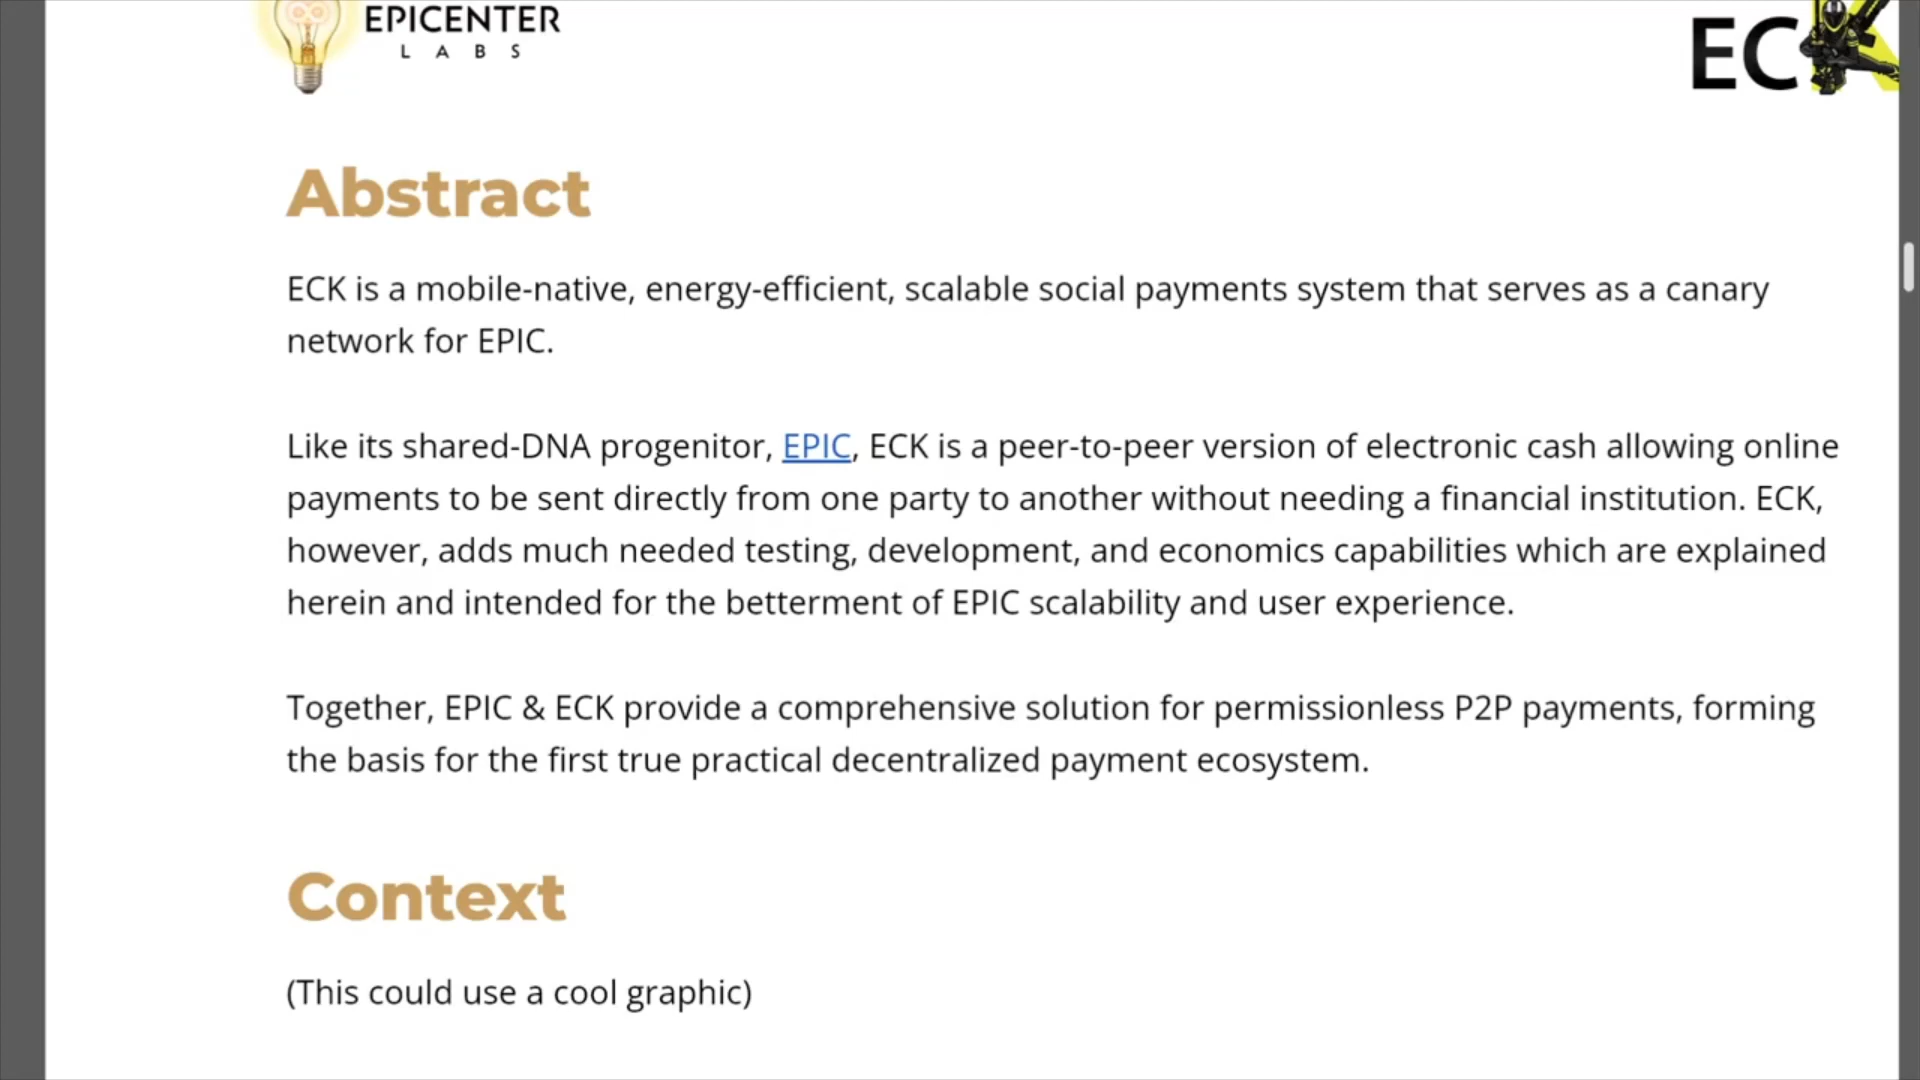 EPICENTER
LABS
ECK
Abstract
ECK is a mobile-native, energy-efficient, scalable social payments system that serves as a canary
network for EPIC.
Like its shared-DNA progenitor, EPIC, ECK is a peer-to-peer version of electronic cash allowing online
payments to be sent directly from one party to another without needing a financial institution. ECK,
however, adds much needed testing, development, and economics capabilities which are explained
herein and intended for the betterment of EPIC scalability and user experience.
Together, EPIC & ECK provide a comprehensive solution for permissionless P2P payments, forming
the basis for the first true practical decentralized payment ecosystem.
Context
(This could use a cool graphic)